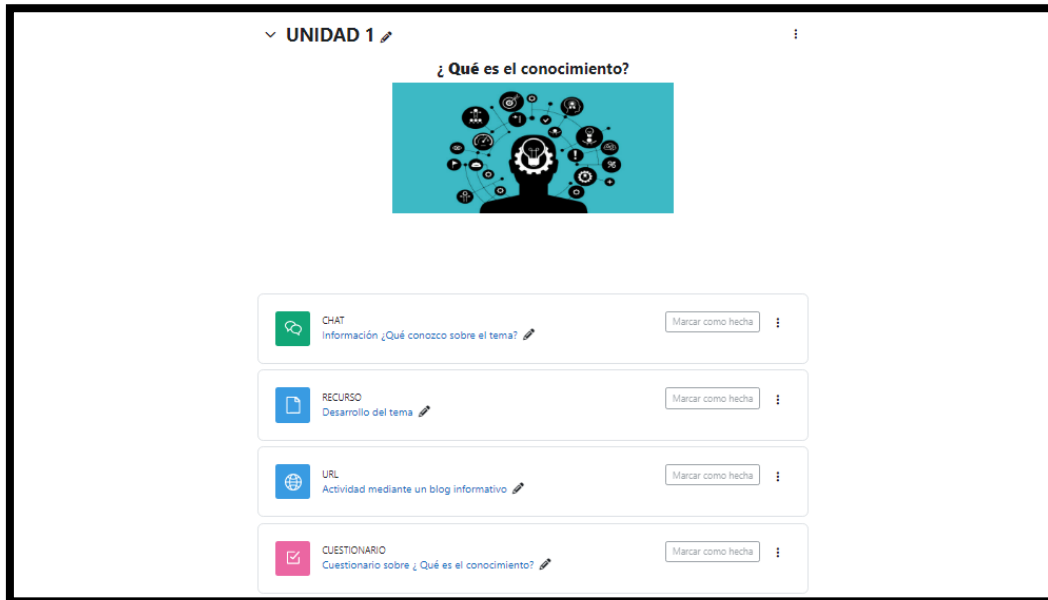 UNIDAD 1
¿ Qué es el conocimiento?
CHAT
Información ¿Qué conozco sobre el tema?
Marcar como hecha
RECURSO
Desarrollo del tema
Marcar como hecha
URL
Actividad mediante un blog informativo
Marcar como hecha
CUESTIONARIO
Cuestionario sobre ¿ Qué es el conocimiento?
Marcar como hecha